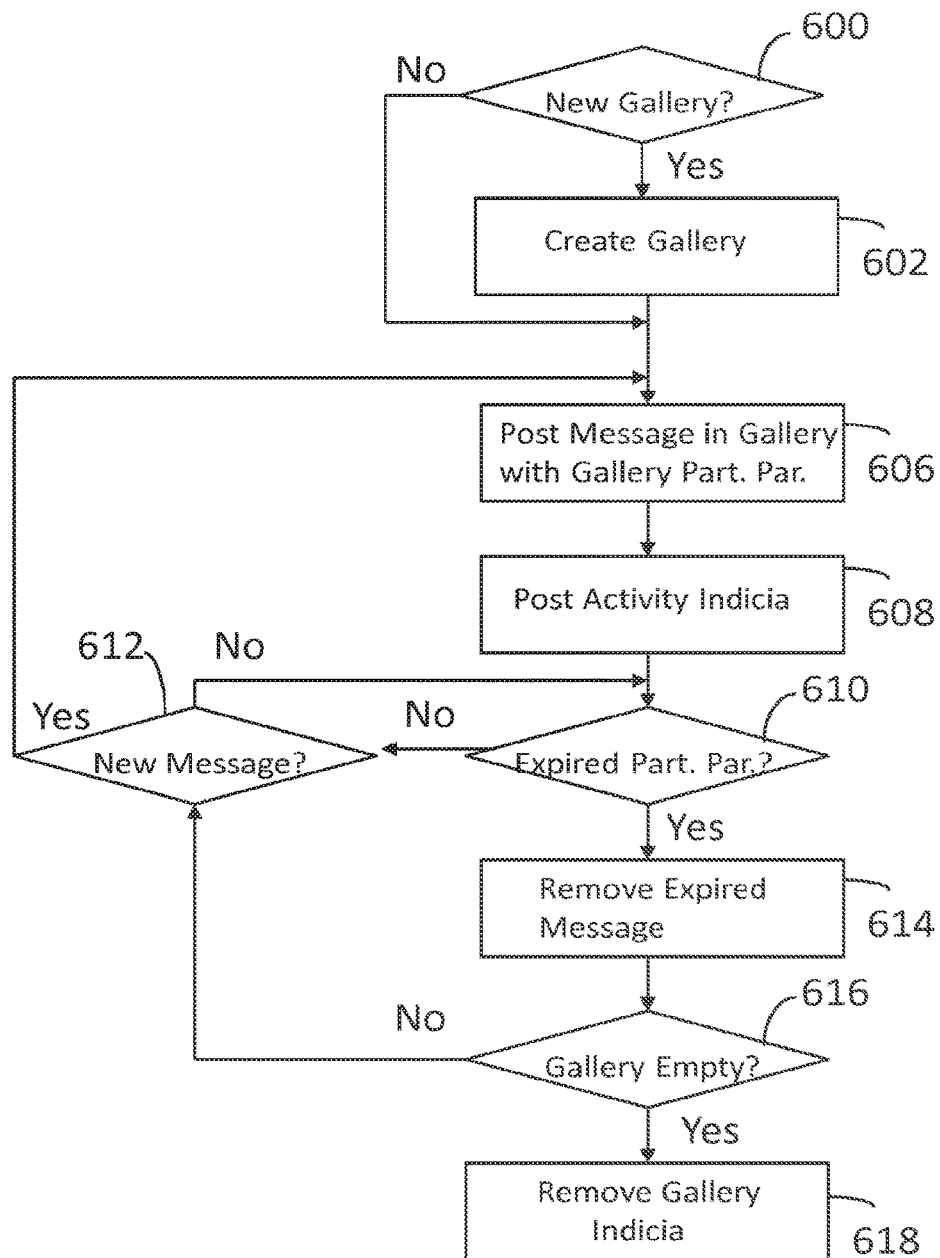 600
No
New Gallery?
Yes
Create Gallery
602
Post Message in Gallery
with Gallery Part. Par.
606
Post Activity Indicia
608
612
No
610
Yes
No
New Message?
Expired Part. Par.?
Yes
Remove Expired
Message
614
616
No
Gallery Empty?
Yes
Remove Gallery
Indicia
618